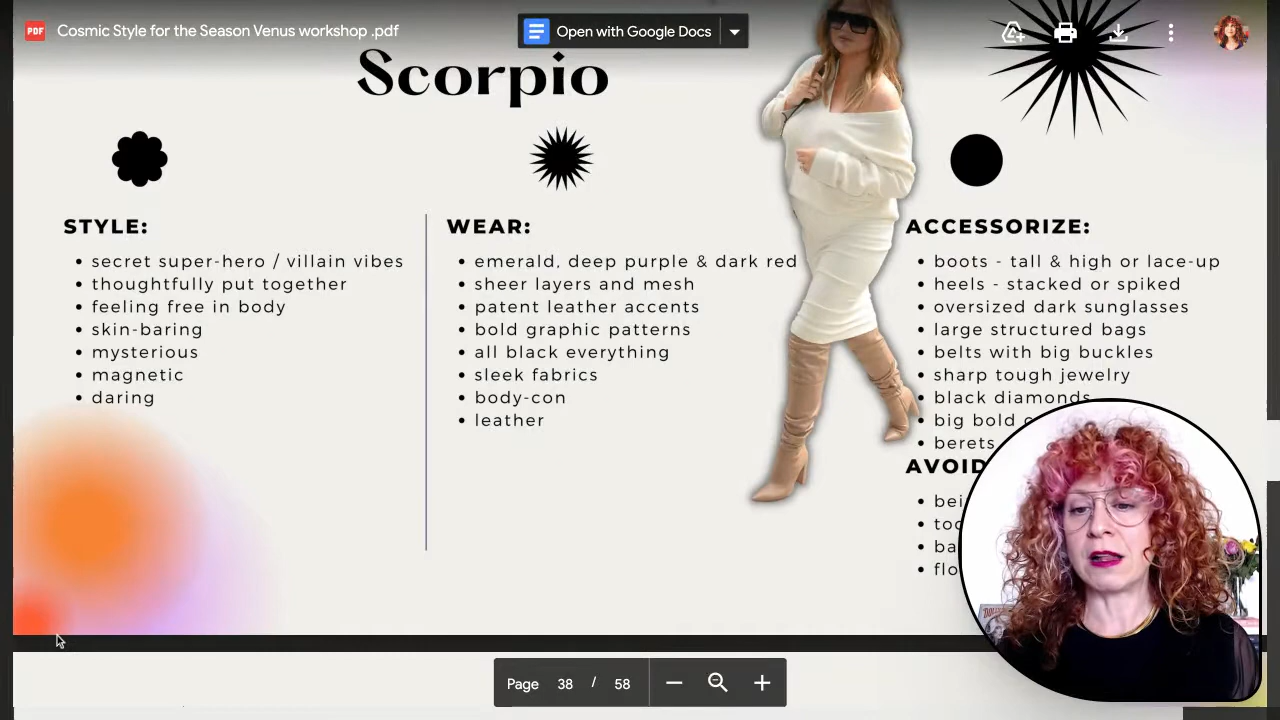 Cosmic Style for the Season Venus workshop .pdf
Open with Google Docs
Scorpio
STYLE:
secret super-hero / villain vibes
thoughtfully put together
feeling free in body
skin-baring
mysterious
magnetic
daring
WEAR:
emerald, deep purple & dark red
sheer layers and mesh
patent leather accents
bold graphic patterns
all black everything
sleek fabrics
body-con
leather
ACCESSORIZE:
boots - tall & high or lace-up
heels - stacked or spiked
oversized dark sunglasses
large structured bags
belts with big buckles
sharp tough jewelry
black diamonds
big bold
berets
AVOID
Page 38 / 58